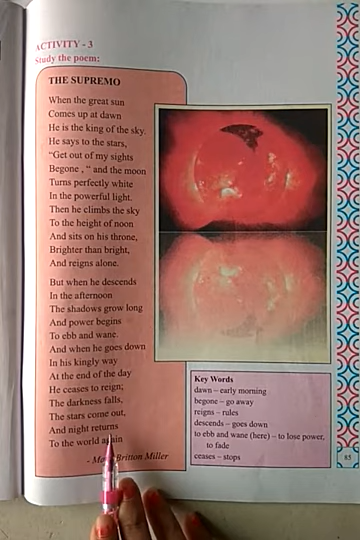 ACTIVITY - 3
Study the poem:
THE SUPREMO
When the great sun
Comes up at dawn
He is the king of the sky.
He says to the stars,
"Get out of my sights
Begone , " and the moon
Turns perfectly white
In the powerful light.
Then he climbs the sky
To the height of noon
And sits on his throne,
Brighter than bright,
And reigns alone.
But when he descends
In the afternoon
The shadows grow long
And power begins
To ebb and wane.
And when he goes down
In his kingly way
At the end of the day
He ceases to reign;
The darkness falls,
The stars come out,
And night returns
To the world again
- Britton Miller
Key Words
dawn – early morning
begone – go away
reigns – rules
descends – goes down
to ebb and wane (here) – to lose power,
to fade
ceases – stops
85